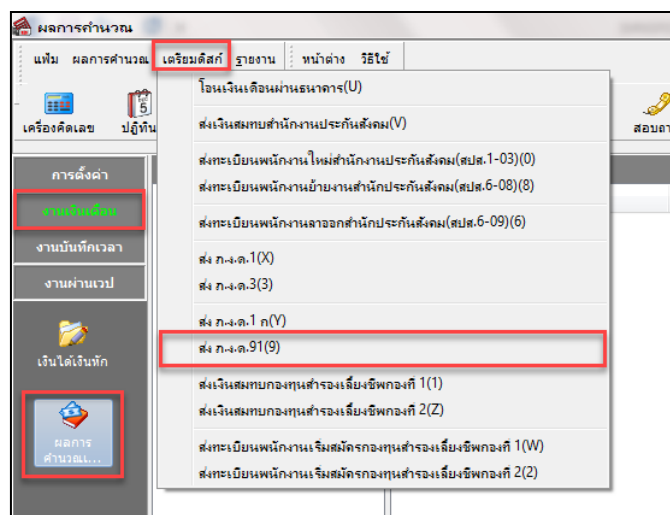 ผลการคำนวณ
แฟ้ม ผลการคำนวณ เตรียมดิสก์ รายงาน หน้าต่าง วิธีใช้
เครื่องคิดเลข ปฏิทิน
การตั้งค่า
งานเงินเดือน
งานบันทึกเวลา
งานผ่านเวป
เงินได้เงินหัก
ผลการ
คำนวณเ...
โอนเงินเดือนผ่านธนาคาร(U)
ส่งเงินสมทบสำนักงานประกันสังคม(V)
ส่งทะเบียนพนักงานใหม่สำนักงานประกันสังคม(สปส.1-03)(0)
ส่งทะเบียนพนักงานย้ายงานสำนักประกันสังคม(สปส.6-08)(8)
ส่งทะเบียนพนักงานลาออกสำนักประกันสังคม(สปส.6-09)(6)
ส่ง ภ.ง.ด.1(X)
ส่ง ภ.ง.ด.3(3)
ส่ง ภ.ง.ด.1 ก(Y)
ส่ง ภ.ง.ด.91(9)
ส่งเงินสมทบกองทุนสำรองเลี้ยงชีพกองที่ 1(1)
ส่งเงินสมทบกองทุนสำรองเลี้ยงชีพกองที่ 2(Z)
ส่งทะเบียนพนักงานเริ่มสมัครกองทุนสำรองเลี้ยงชีพกองที่ 1(W)
ส่งทะเบียนพนักงานเริ่มสมัครกองทุนสำรองเลี้ยงชีพกองที่ 2(2)